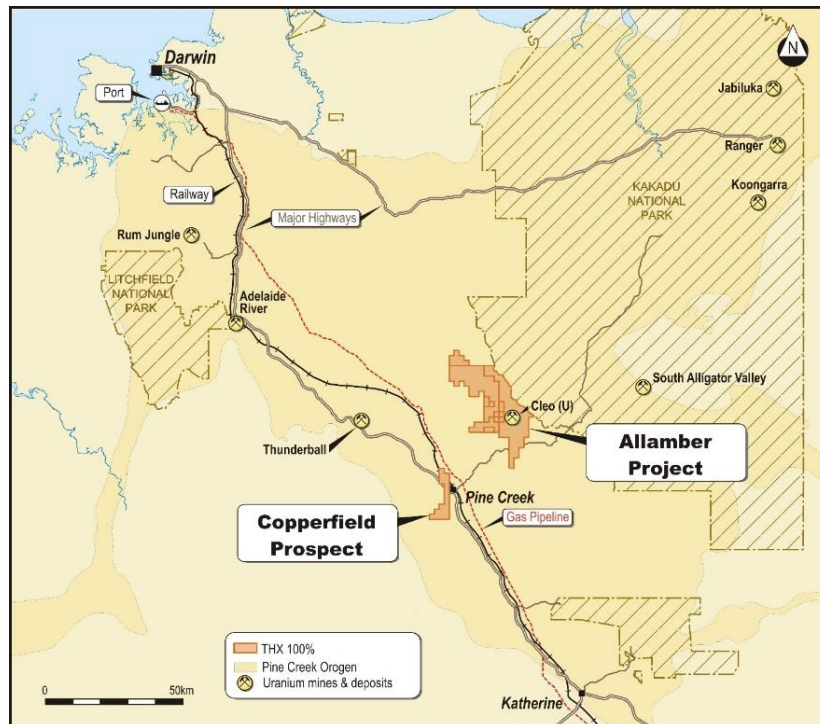 N
Darwin
Port
Jabiluka
Ranger
KAKADU
NATIONAL
PARK
Koongarra
Railway
Major Highways
Rum Jungle
LITCHFIELD
NATIONAL
PARK
Adelaide
River
South Alligator Valley
Cleo (U)
Thunderball
Allamber
Project
Pine Creek
Copperfield
Prospect
Gas Pipeline
THX 100%
Pine Creek Orogen
Uranium mines & deposits
0 50km
Katherine